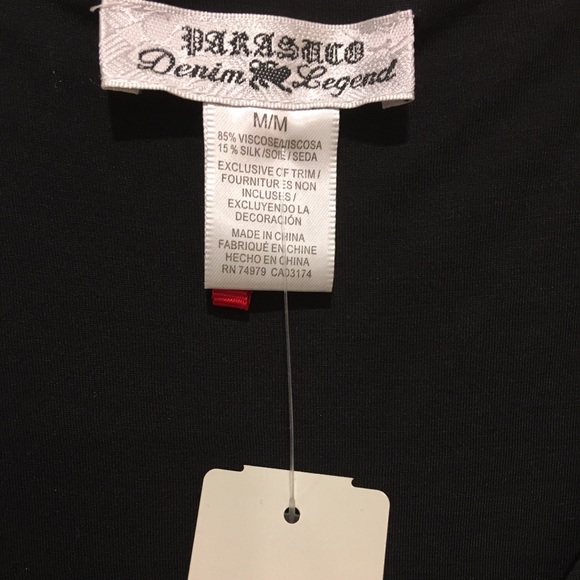 PARASUCO
Denim Legend
M/M
85% VISCOSE/VISCOSA
15% SILK/SOIE/SEDA
EXCLUSIVE OF TRIM/
FOURNITURES NON
INCLUSES/
EXCLUYENDO LA
DECORACIÓN
MADE IN CHINA
FABRIQUÉ EN CHINE
HECHO EN CHINA
RN 74979 CA03174